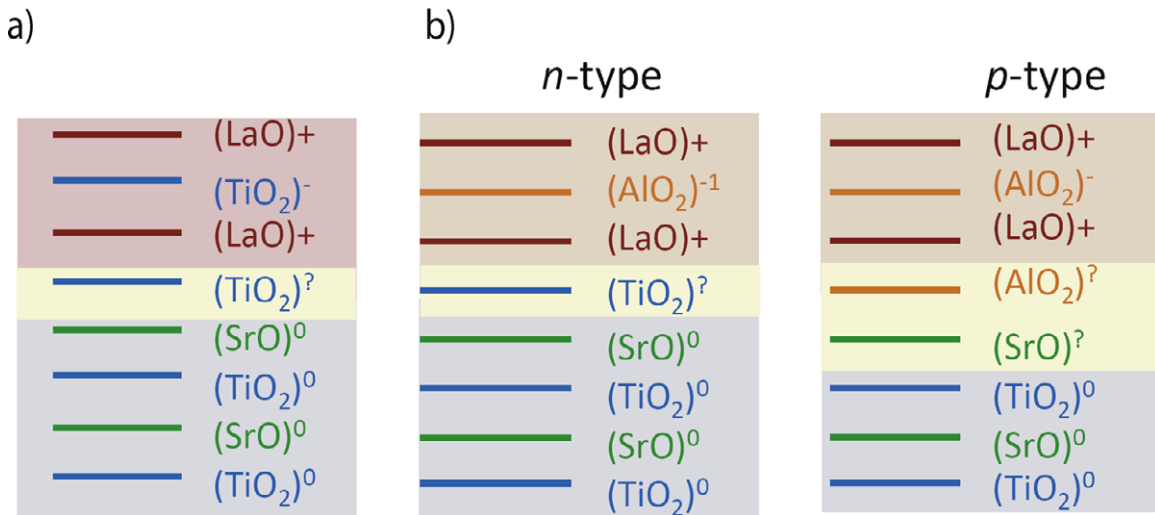 a)
(LaO)+
(TiO₂)⁻
(LaO)+
(TiO₂)^?
(SrO)⁰
(TiO₂)⁰
(SrO)⁰
(TiO₂)⁰
b)
n-type
(LaO)+
(AlO₂)⁻¹
(LaO)+
(TiO₂)^?
(SrO)⁰
(TiO₂)⁰
(SrO)⁰
(TiO₂)⁰
p-type
(LaO)+
(AlO₂)⁻
(LaO)+
(AlO₂)^?
(SrO)^?
(TiO₂)⁰
(SrO)⁰
(TiO₂)⁰